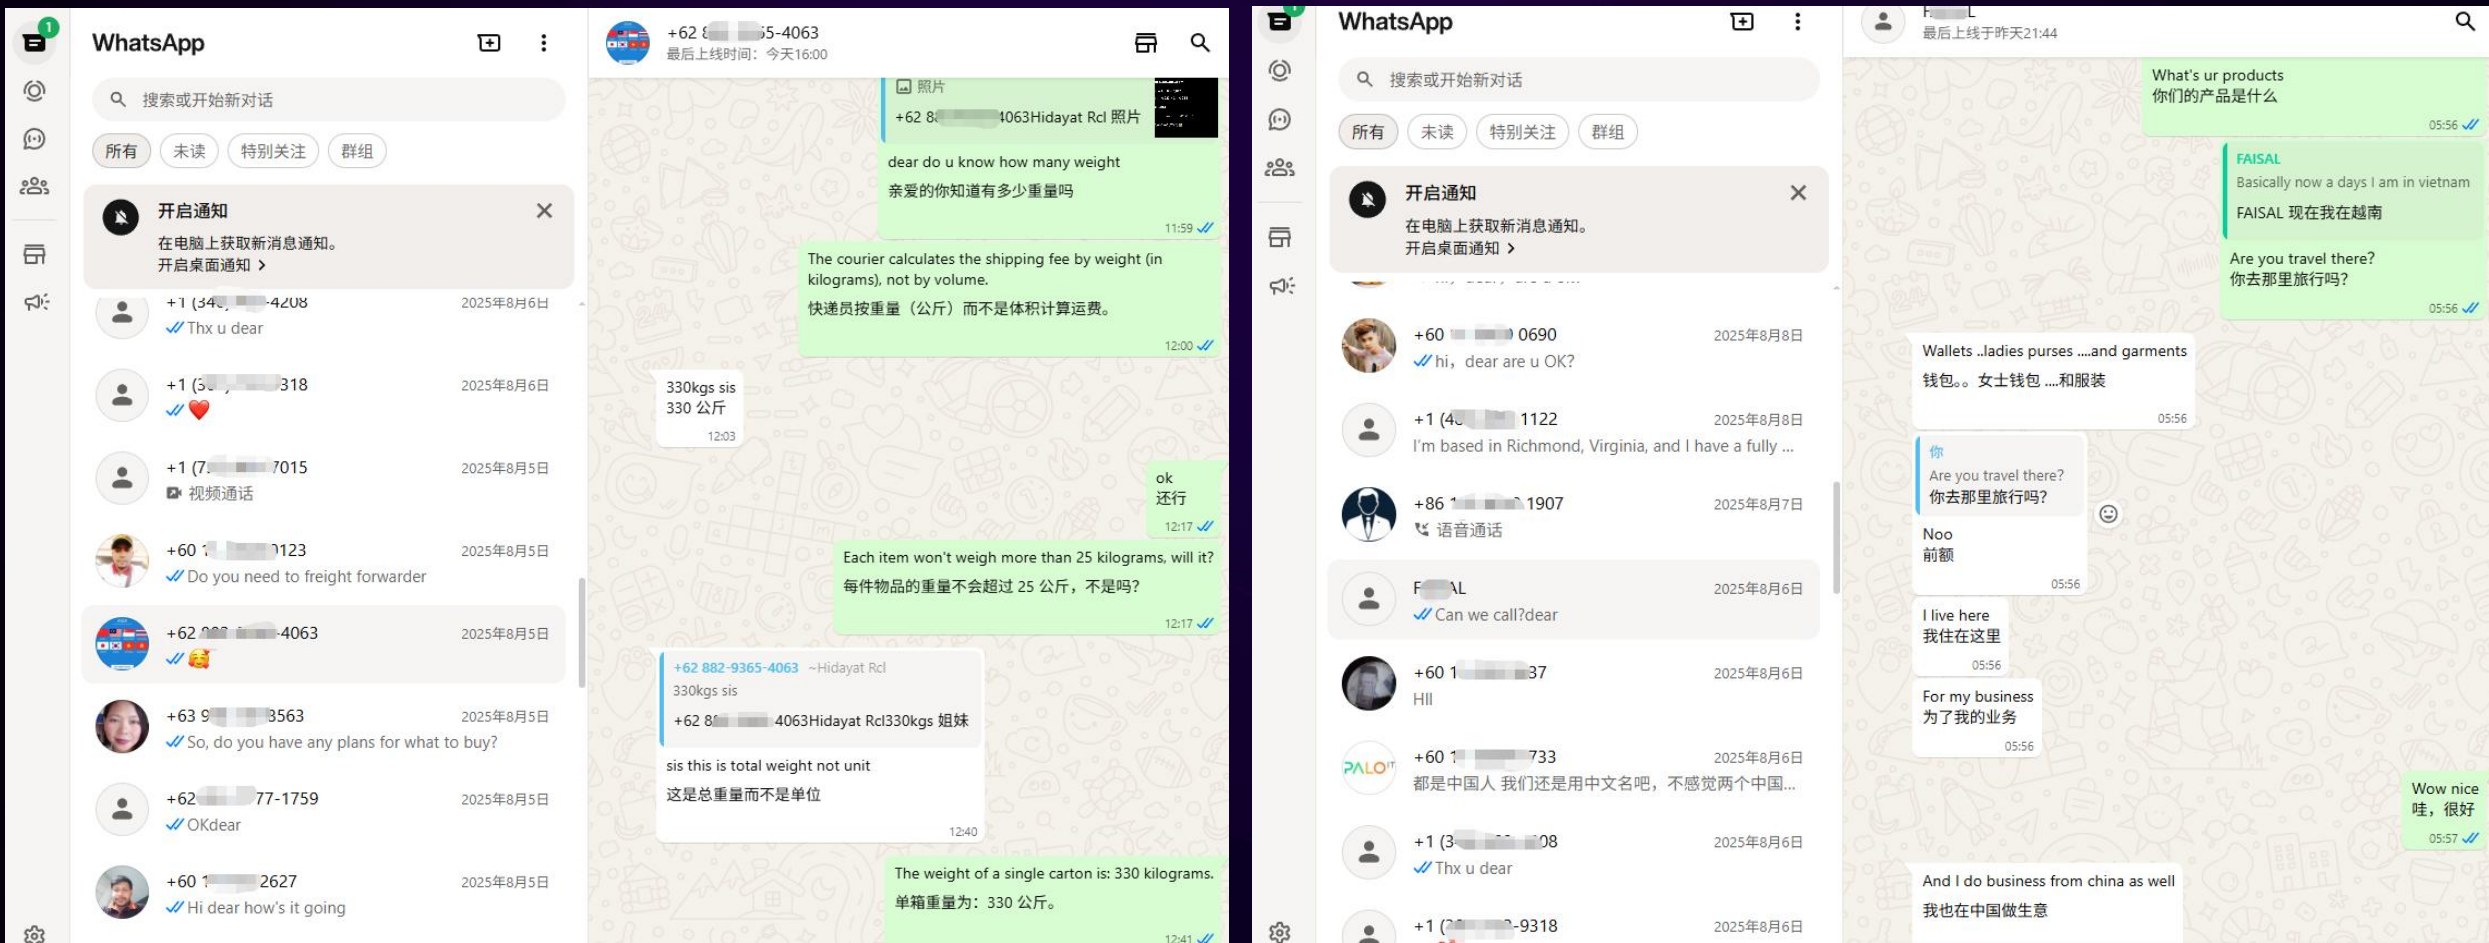 1
WhatsApp
搜索或开始新对话
所有
未读
特别关注
群组
开启通知
在电脑上获取新消息通知。
开启桌面通知 >
-4208
2025年8月6日
Thx u dear
318
2025年8月6日
+1 (7 7015
2025年8月5日
视频通话
+60 0123
2025年8月5日
Do you need to freight forwarder
+62 -4063
2025年8月5日
+63 9 3563
2025年8月5日
So, do you have any plans for what to buy?
+62 77-1759
2025年8月5日
OKdear
+60 1 2627
2025年8月5日
Hi dear how's it going
+62 8 5-4063
最后上线时间：今天16:00
照片
+62 8 4063Hidayat Rcl 照片
dear do u know how many weight
亲爱的你知道有多少重量吗
11:59
The courier calculates the shipping fee by weight (in
kilograms), not by volume.
快递员按重量（公斤）而不是体积计算运费。
12:00
330kgs sis
330 公斤
12:03
ok
还行
12:17
Each item won't weigh more than 25 kilograms, will it?
每件物品的重量不会超过 25 公斤，不是吗？
12:17
+62 882-9365-4063 ~Hidayat Rcl
330kgs sis
+62 8 4063Hidayat Rcl330kgs 姐妹
sis this is total weight not unit
这是总重量而不是单位
12:40
The weight of a single carton is: 330 kilograms.
单箱重量为：330 公斤。
12:41
WhatsApp
搜索或开始新对话
所有
未读
特别关注
群组
开启通知
在电脑上获取新消息通知。
开启桌面通知 >
+60 0690
2025年8月8日
hi，dear are u OK?
+1 (4 1122
2025年8月8日
I'm based in Richmond, Virginia, and I have a fully ...
+86 1 1907
2025年8月7日
语音通话
F AL
2025年8月6日
Can we call?dear
+60 1 37
2025年8月6日
HII
PALO IT
+60 1 733
2025年8月6日
都是中国人 我们还是用中文名吧，不感觉两个中国...
+1 (3 08
2025年8月6日
Thx u dear
+1 ( -9318
2025年8月6日
最后上线于昨天21:44
What's ur products
你们的产品是什么
05:56
FAISAL
Basically now a days I am in vietnam
FAISAL 现在我在越南
Are you travel there?
你去那里旅行吗？
05:56
Wallets ..ladies purses ....and garments
钱包。。女士钱包 ....和服装
05:56
你
Are you travel there?
你去那里旅行吗？
Noo
前额
05:56
I live here
我住在这里
05:56
For my business
为了我的业务
05:56
Wow nice
哇，很好
05:57
And I do business from china as well
我也在中国做生意